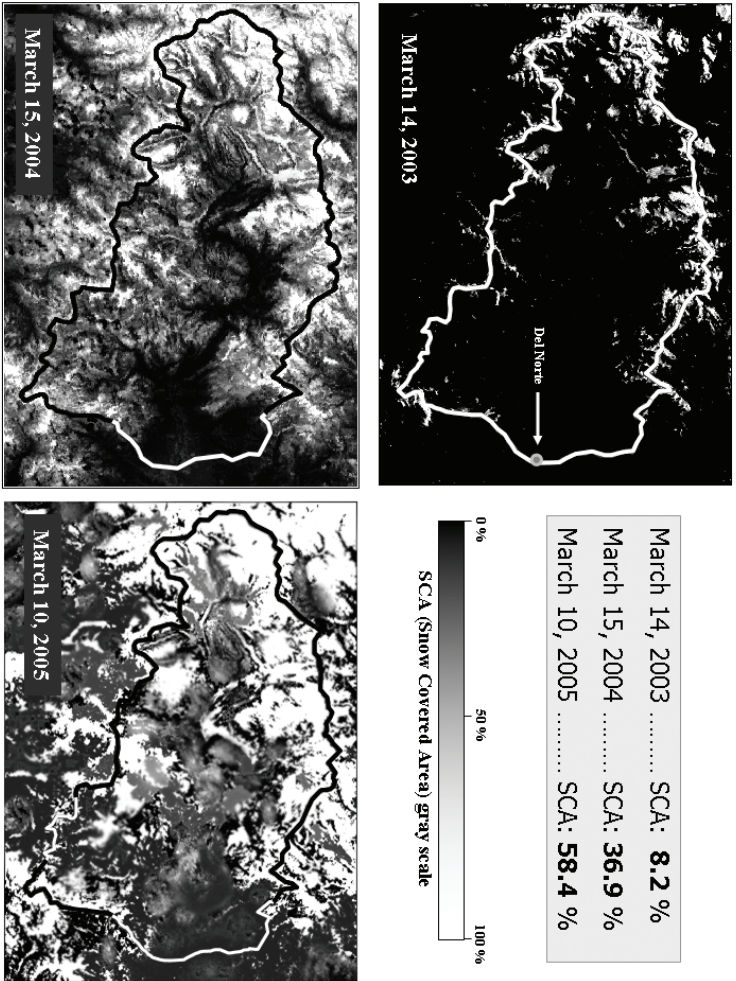 March 14, 2003
Del Norte
March 14, 2003 ......... SCA: 8.2 %
March 15, 2004 ......... SCA: 36.9 %
March 10, 2005 ......... SCA: 58.4 %
0 %
50 %
100 %
SCA (Snow Covered Area) gray scale
March 15, 2004
March 10, 2005